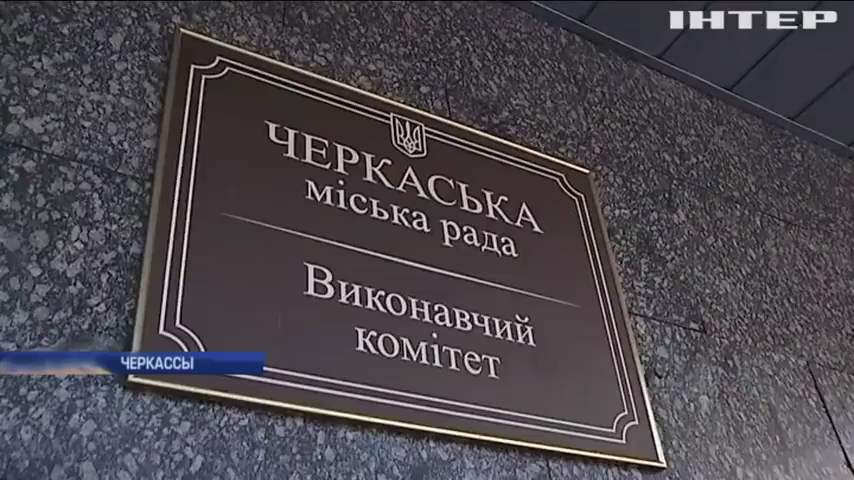 ІНТЕР
ЧЕРКАСЬКА
міська рада
Виконавчий
комітет
ЧЕРКАССЫ